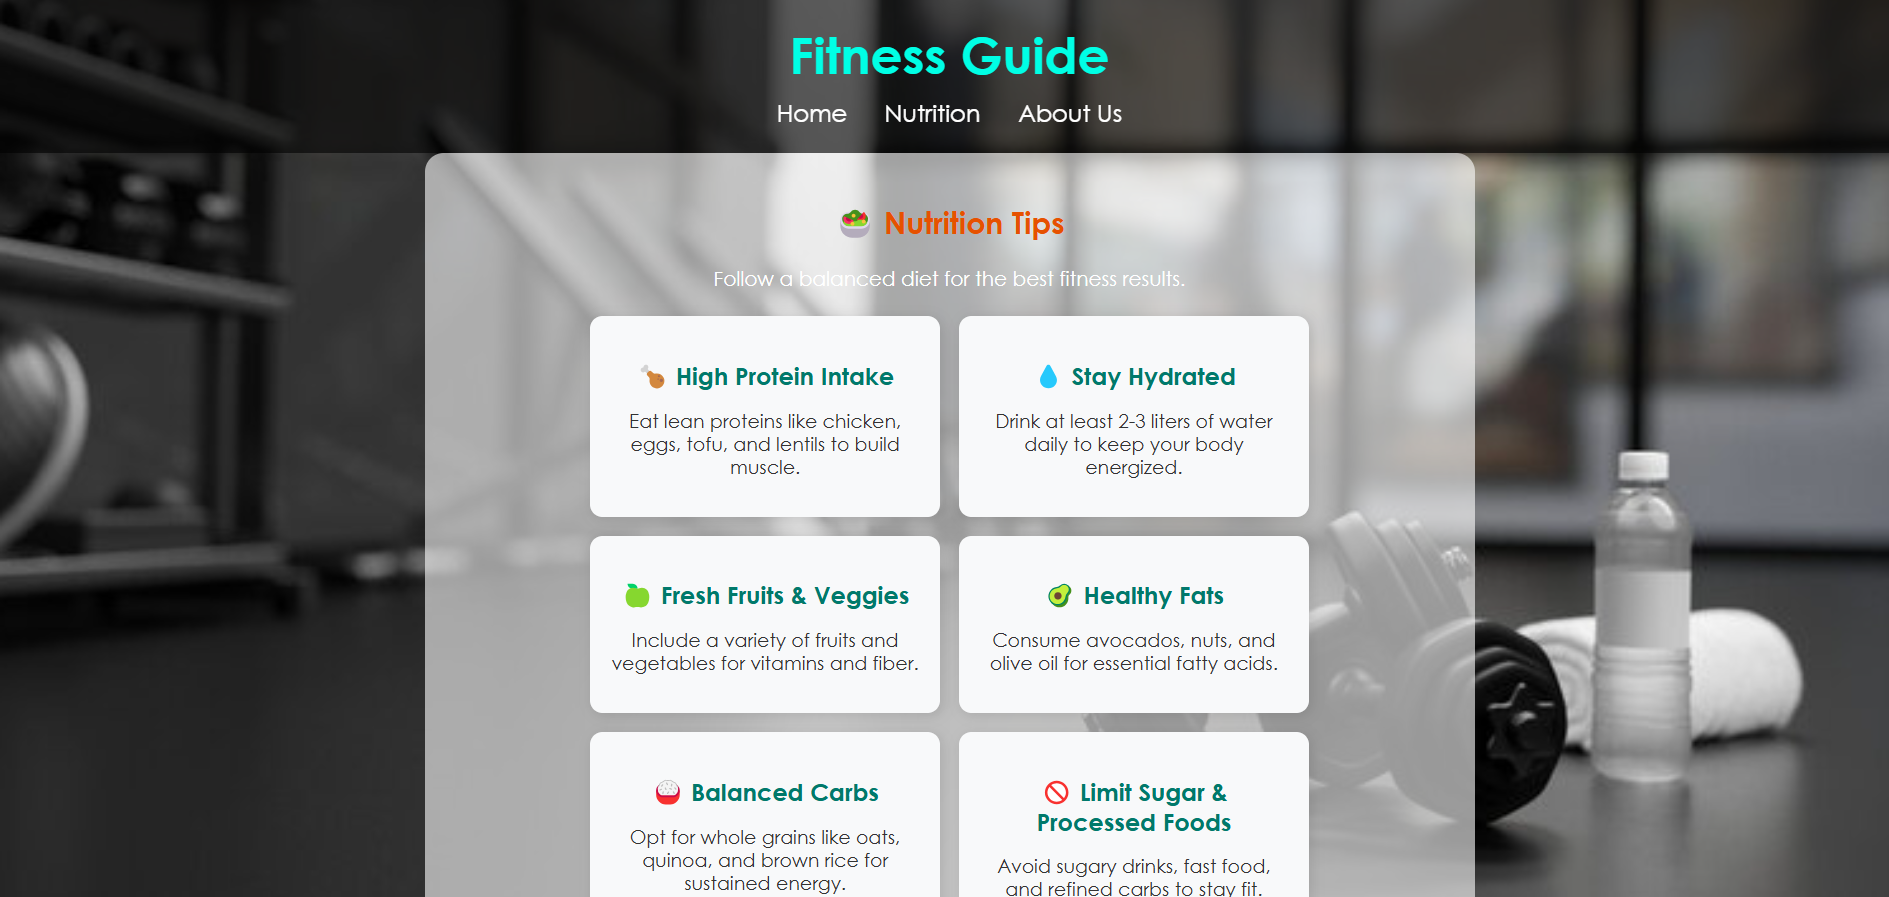 Fitness Guide
Home Nutrition About Us
🥗 Nutrition Tips
Follow a balanced diet for the best fitness results.
🍗 High Protein Intake
Eat lean proteins like chicken,
eggs, tofu, and lentils to build
muscle.
💧 Stay Hydrated
Drink at least 2-3 liters of water
daily to keep your body
energized.
🍏 Fresh Fruits & Veggies
Include a variety of fruits and
vegetables for vitamins and fiber.
🥑 Healthy Fats
Consume avocados, nuts, and
olive oil for essential fatty acids.
🍚 Balanced Carbs
Opt for whole grains like oats,
quinoa, and brown rice for
sustained energy.
🚫 Limit Sugar &
Processed Foods
Avoid sugary drinks, fast food,
and refined carbs to stay fit.